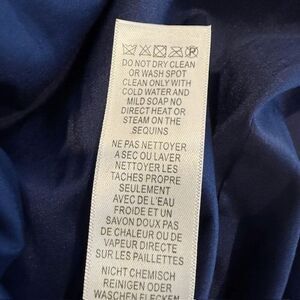 DO NOT DRY CLEAN
OR WASH SPOT
CLEAN ONLY WITH
COLD WATER AND
MILD SOAP NO
DIRECT HEAT OR
STEAM ON THE
SEQUINS
NE PAS NETTOYER
A SEC OU LAVER
NETTOYER LES
TACHES PROPRE
SEULEMENT
AVEC DE L'EAU
FROIDE ET UN
SAVON DOUX PAS
DE CHALEUR OU DE
VAPEUR DIRECTE
SUR LES PAILLETTES
NICHT CHEMISCH
REINIGEN ODER
WASCHEN FLECKEN